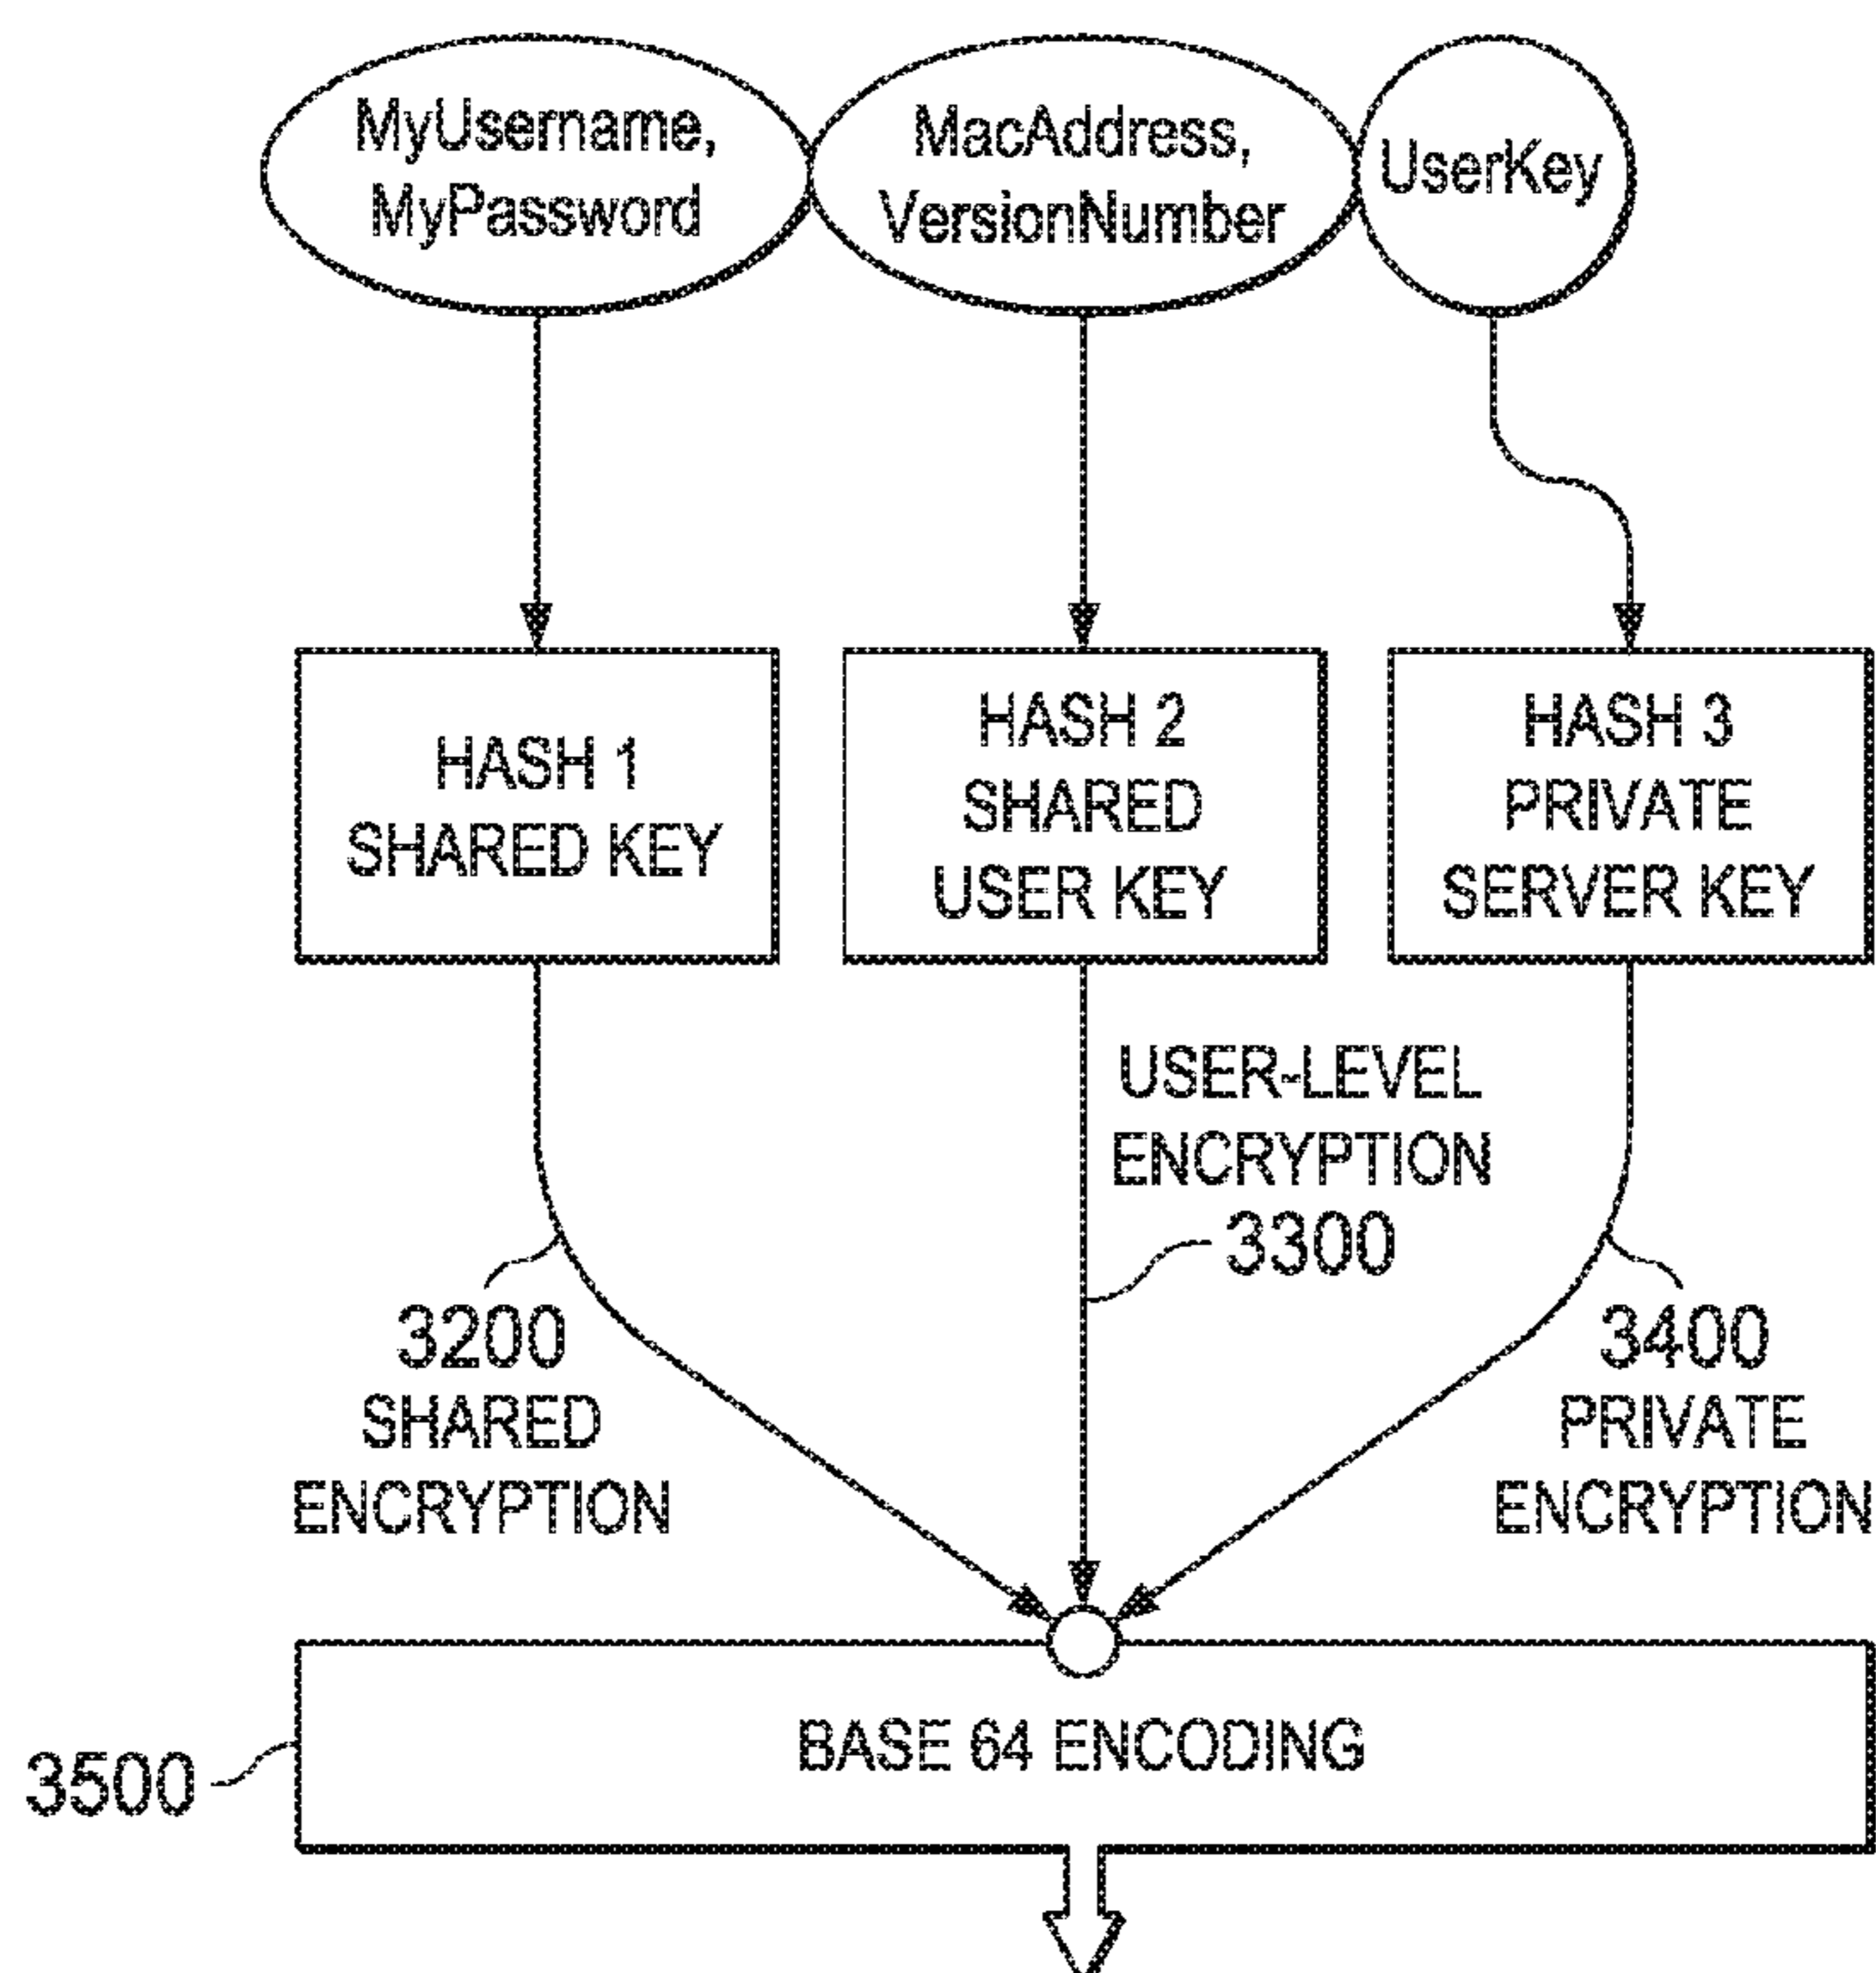 MyUsername,
MyPassword
MacAddress,
VersionNumber
UserKey
HASH 1
SHARED KEY
HASH 2
SHARED
USER KEY
HASH 3
PRIVATE
SERVER KEY
USER-LEVEL
ENCRYPTION
3300
3200
SHARED
ENCRYPTION
3400
PRIVATE
ENCRYPTION
BASE 64 ENCODING
3500